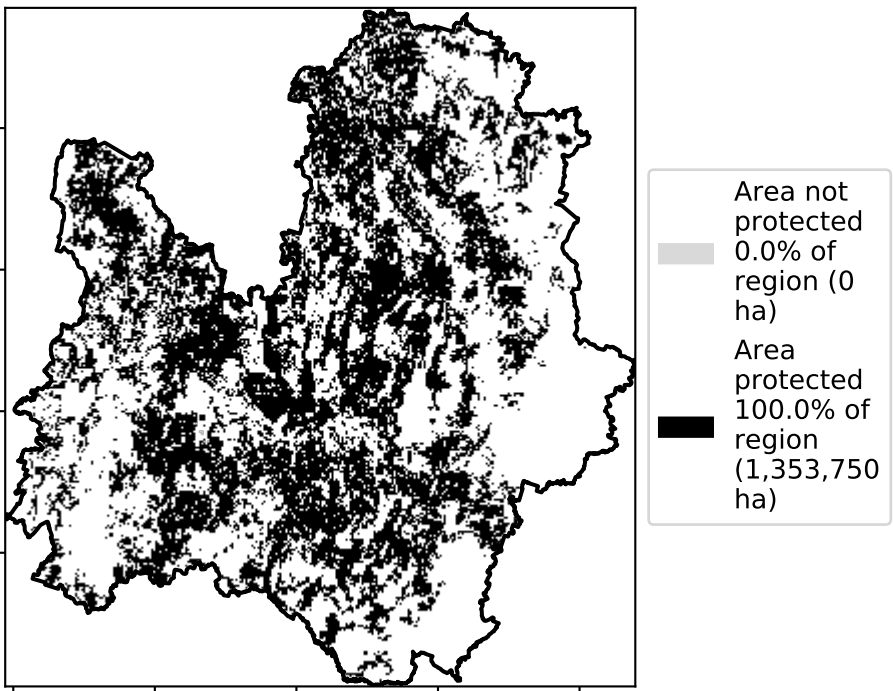 Area not
protected
0.0% of
region (0
ha)
Area
protected
100.0% of
region
(1,353,750
ha)